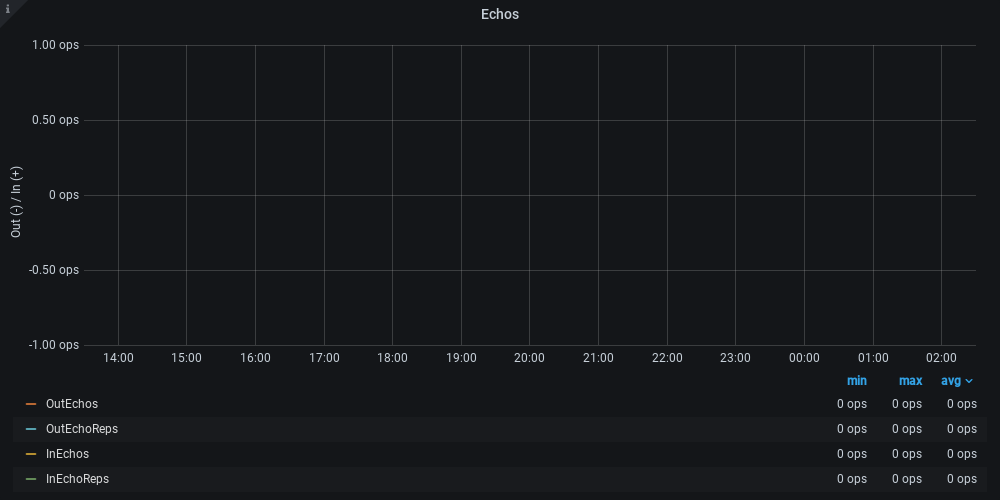 i
Echos
Out (-) / In (+)
1.00 ops
0.50 ops
0 ops
-0.50 ops
-1.00 ops
14:00 15:00 16:00 17:00 18:00 19:00 20:00 21:00 22:00 23:00 00:00 01:00 02:00
min max avg
OutEchos 0 ops 0 ops 0 ops
OutEchoReps 0 ops 0 ops 0 ops
InEchos 0 ops 0 ops 0 ops
InEchoReps 0 ops 0 ops 0 ops